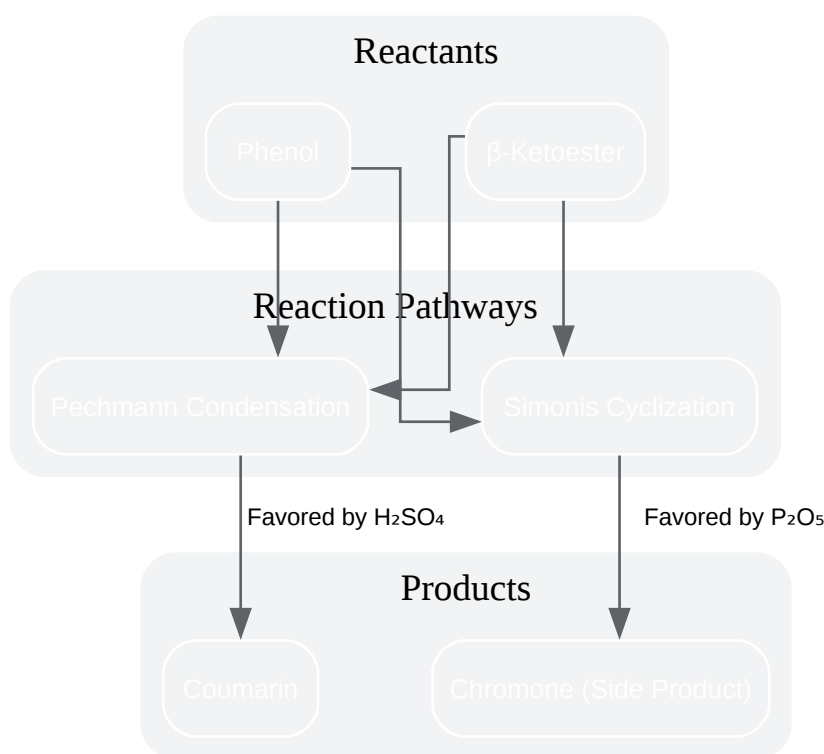 Reactants
Phenol
β-Ketoester
Reaction Pathways
Pechmann Condensation
Simonis Cyclization
Favored by H₂SO₄
Favored by P₂O₅
Products
Coumarin
Chromone (Side Product)